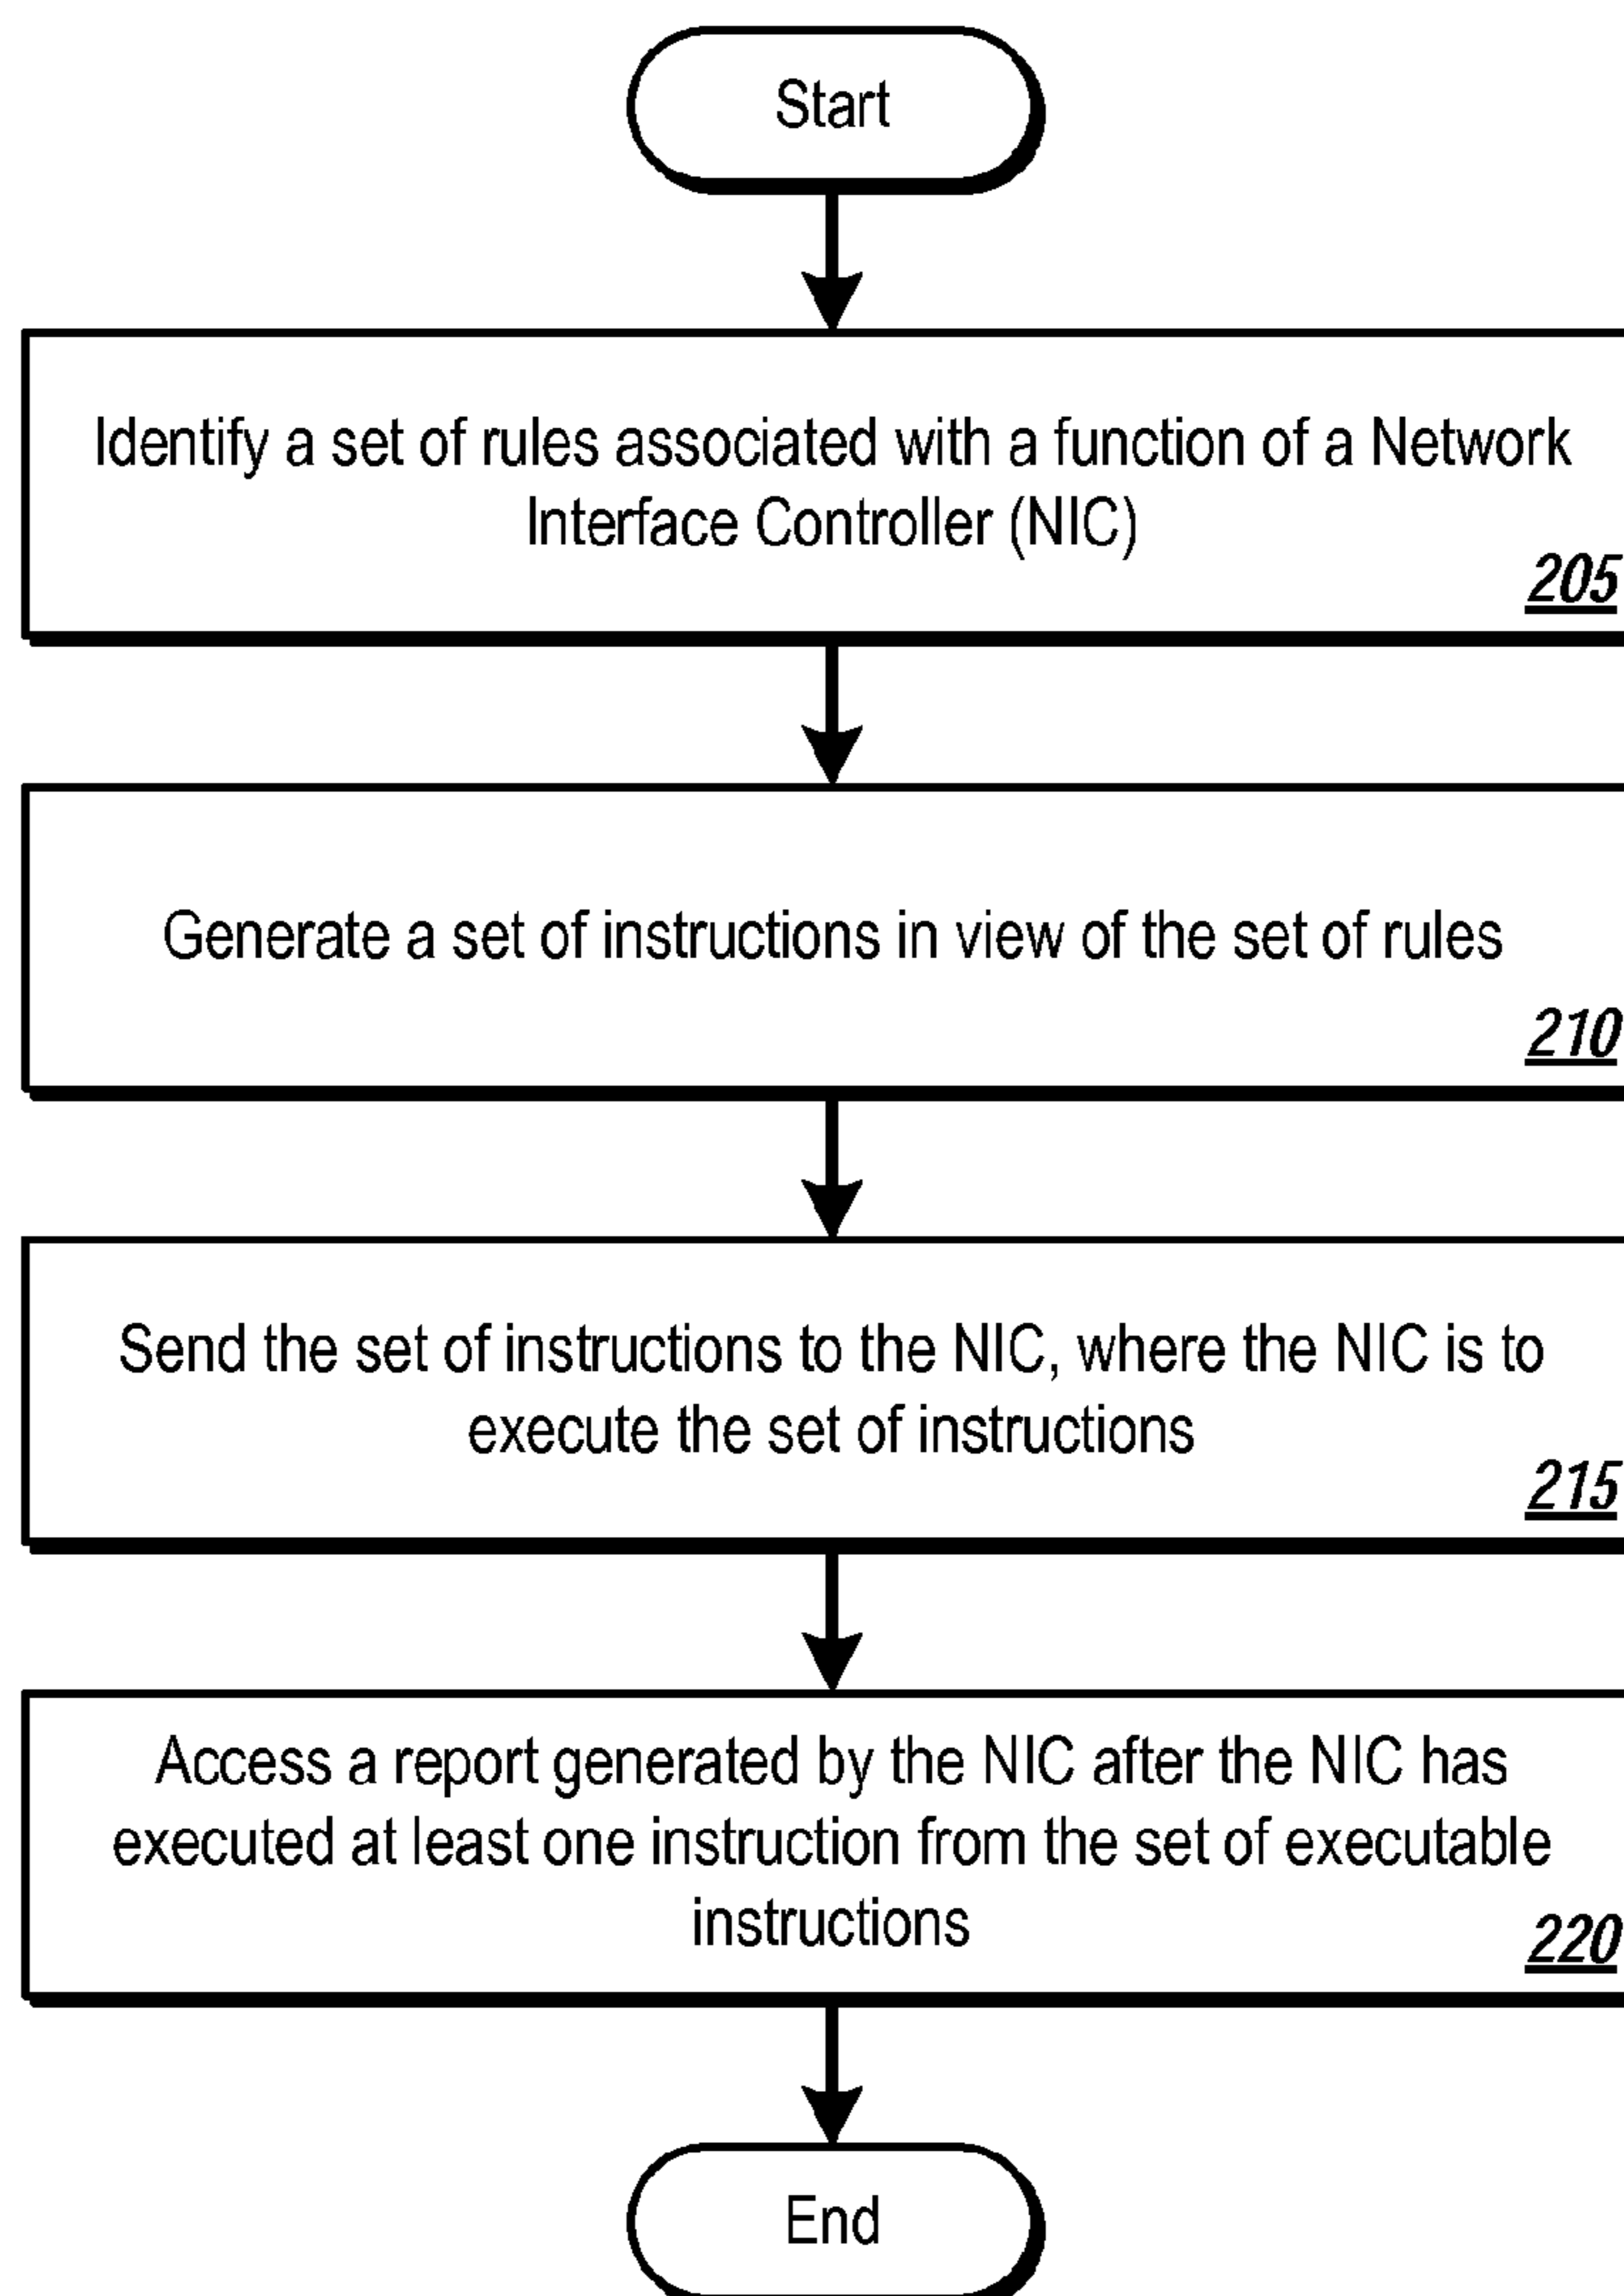 Start
Identify a set of rules associated with a function of a Network
Interface Controller (NIC)
205
Generate a set of instructions in view of the set of rules
210
Send the set of instructions to the NIC, where the NIC is to
execute the set of instructions
215
Access a report generated by the NIC after the NIC has
executed at least one instruction from the set of executable
instructions
220
End